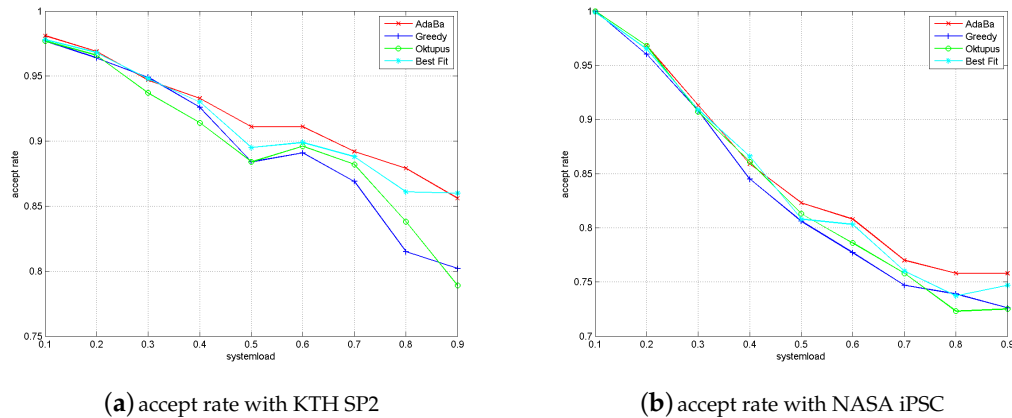 AdaBa
Greedy
Oktupus
Best Fit
1
0.95
0.9
0.85
0.8
0.75
accept rate
0.1 0.2 0.3 0.4 0.5 0.6 0.7 0.8 0.9
systemload
(a) accept rate with KTH SP2
AdaBa
Greedy
Oktupus
Best Fit
1
0.95
0.9
0.85
0.8
0.75
0.7
accept rate
0.1 0.2 0.3 0.4 0.5 0.6 0.7 0.8 0.9
systemload
(b) accept rate with NASA iPSC